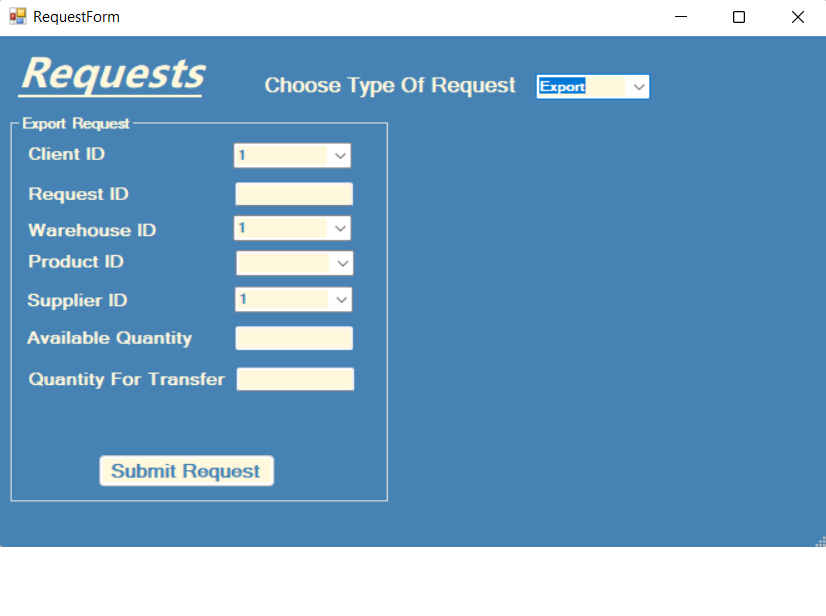 RequestForm
Requests
Choose Type Of Request Export
Export Request
Client ID 1
Request ID
Warehouse ID 1
Product ID
Supplier ID 1
Available Quantity
Quantity For Transfer
Submit Request